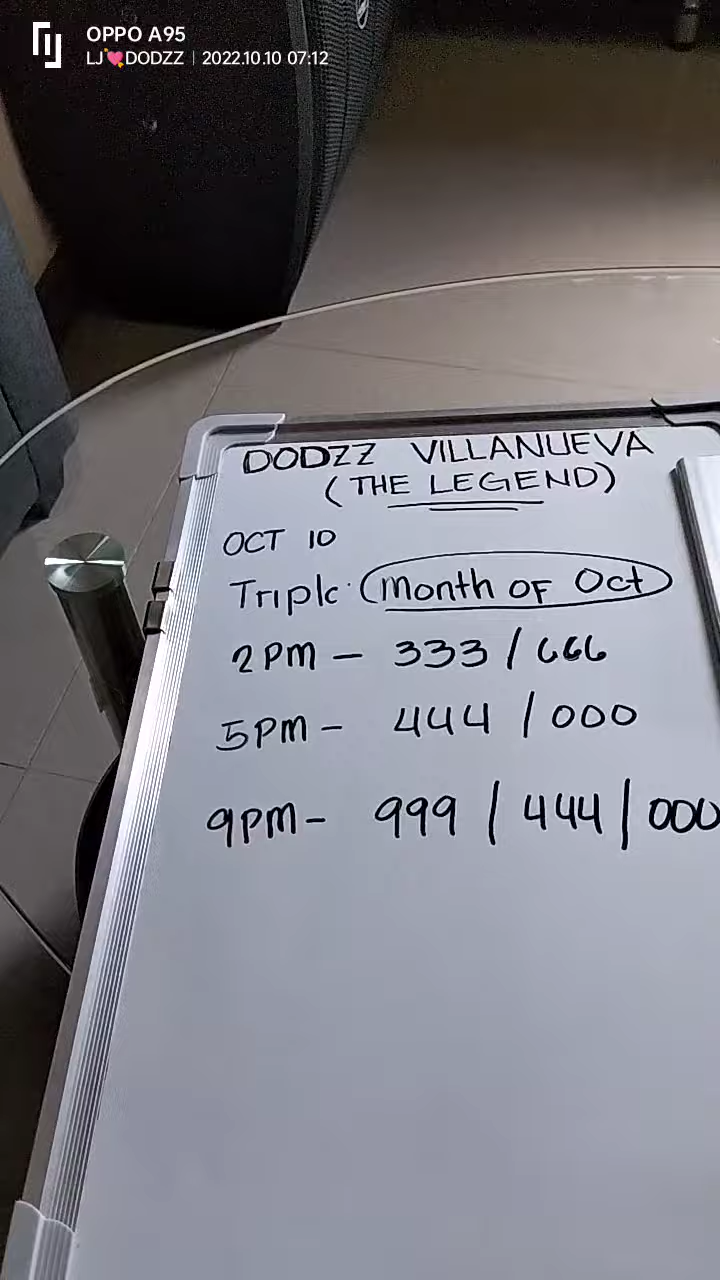 OPPO A95
LJ💘DODZZ | 2022.10.10 07:12
DODZZ VILLANUEVA
(THE LEGEND)
OCT 10
Triple (Month OF Oct)
2PM - 333 / 666
5PM - 444 / 000
9PM - 999 / 444 / 000